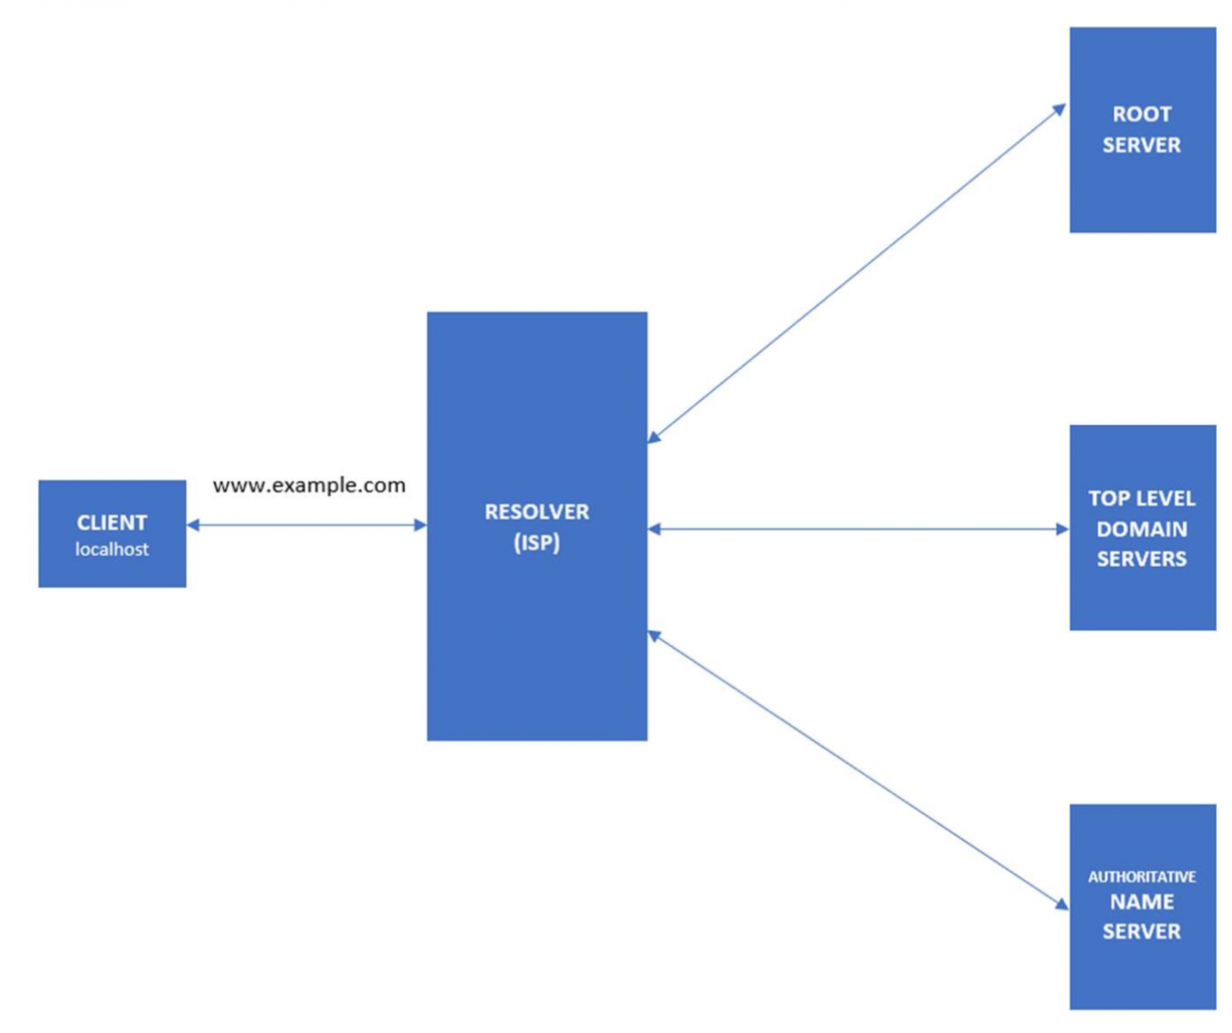 ROOT
SERVER
www.example.com
CLIENT
localhost
RESOLVER
(ISP)
TOP LEVEL
DOMAIN
SERVERS
AUTHORITATIVE
NAME
SERVER